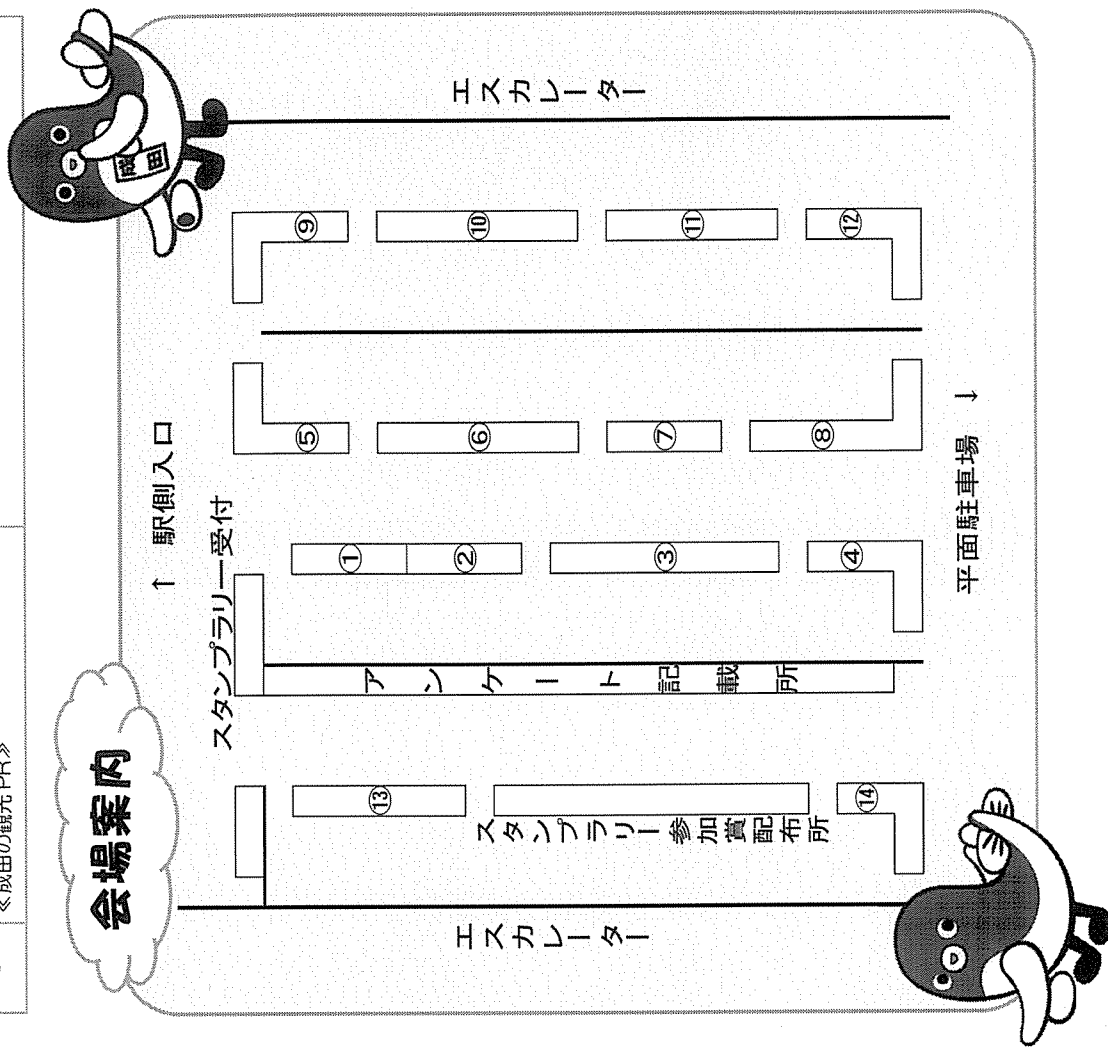 ≪成田の観光PR≫
会場案内
↑ 駅側入口
スタンプラリー受付
エスカレーター
エスカレーター
⑨
⑩
⑪
⑫
⑤
⑥
⑦
⑧
①
②
③
④
アンケート記載所
⑬
スタンプラリー参加賞配布所
⑭
平面駐車場 ↓
成田